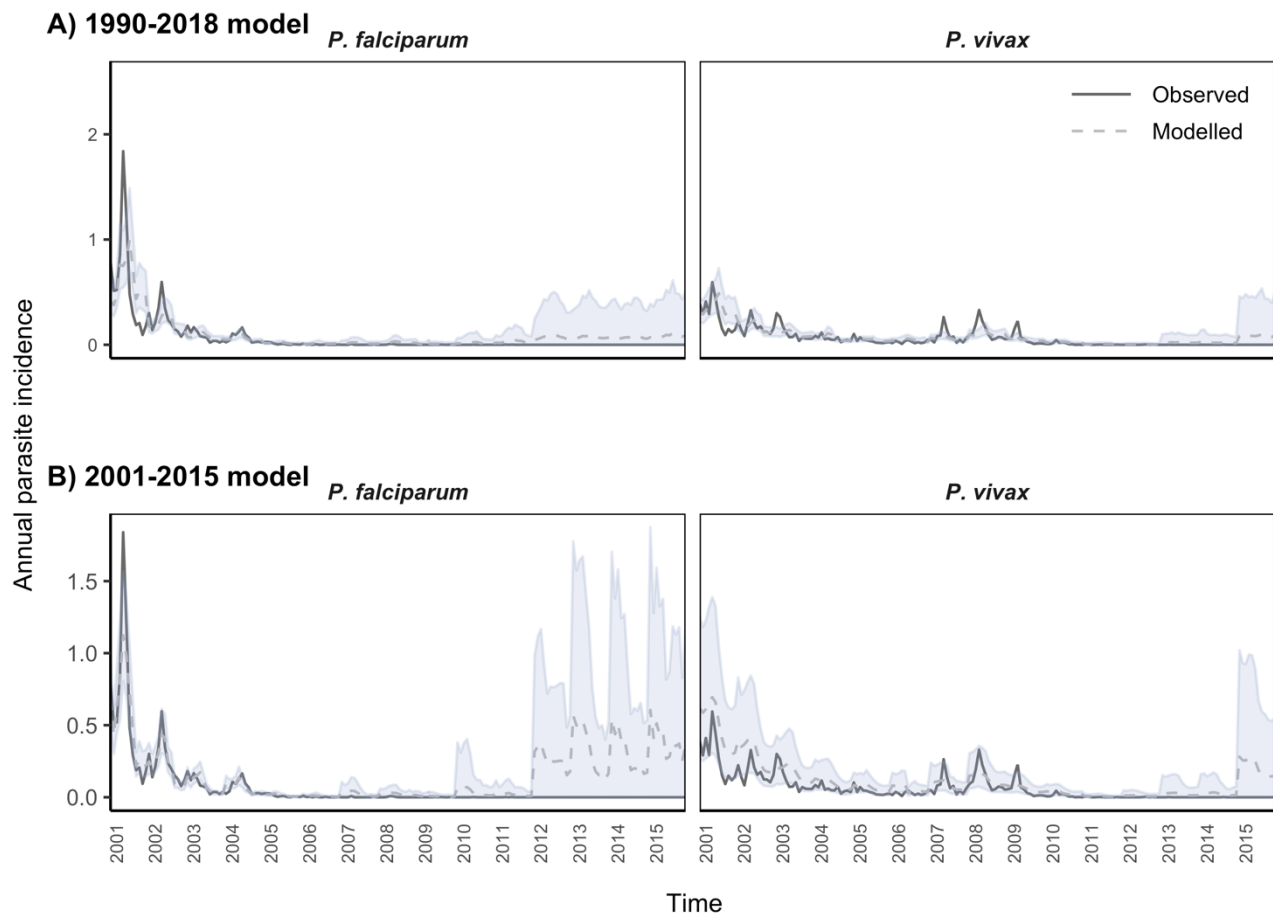 A) 1990-2018 model
P. falciparum
P. vivax
Observed
Modelled
2
1
0
Annual parasite incidence
B) 2001-2015 model
P. falciparum
P. vivax
1.5
1.0
0.5
0.0
2001 2002 2003 2004 2005 2006 2007 2008 2009 2010 2011 2012 2013 2014 2015
2001 2002 2003 2004 2005 2006 2007 2008 2009 2010 2011 2012 2013 2014 2015
Time